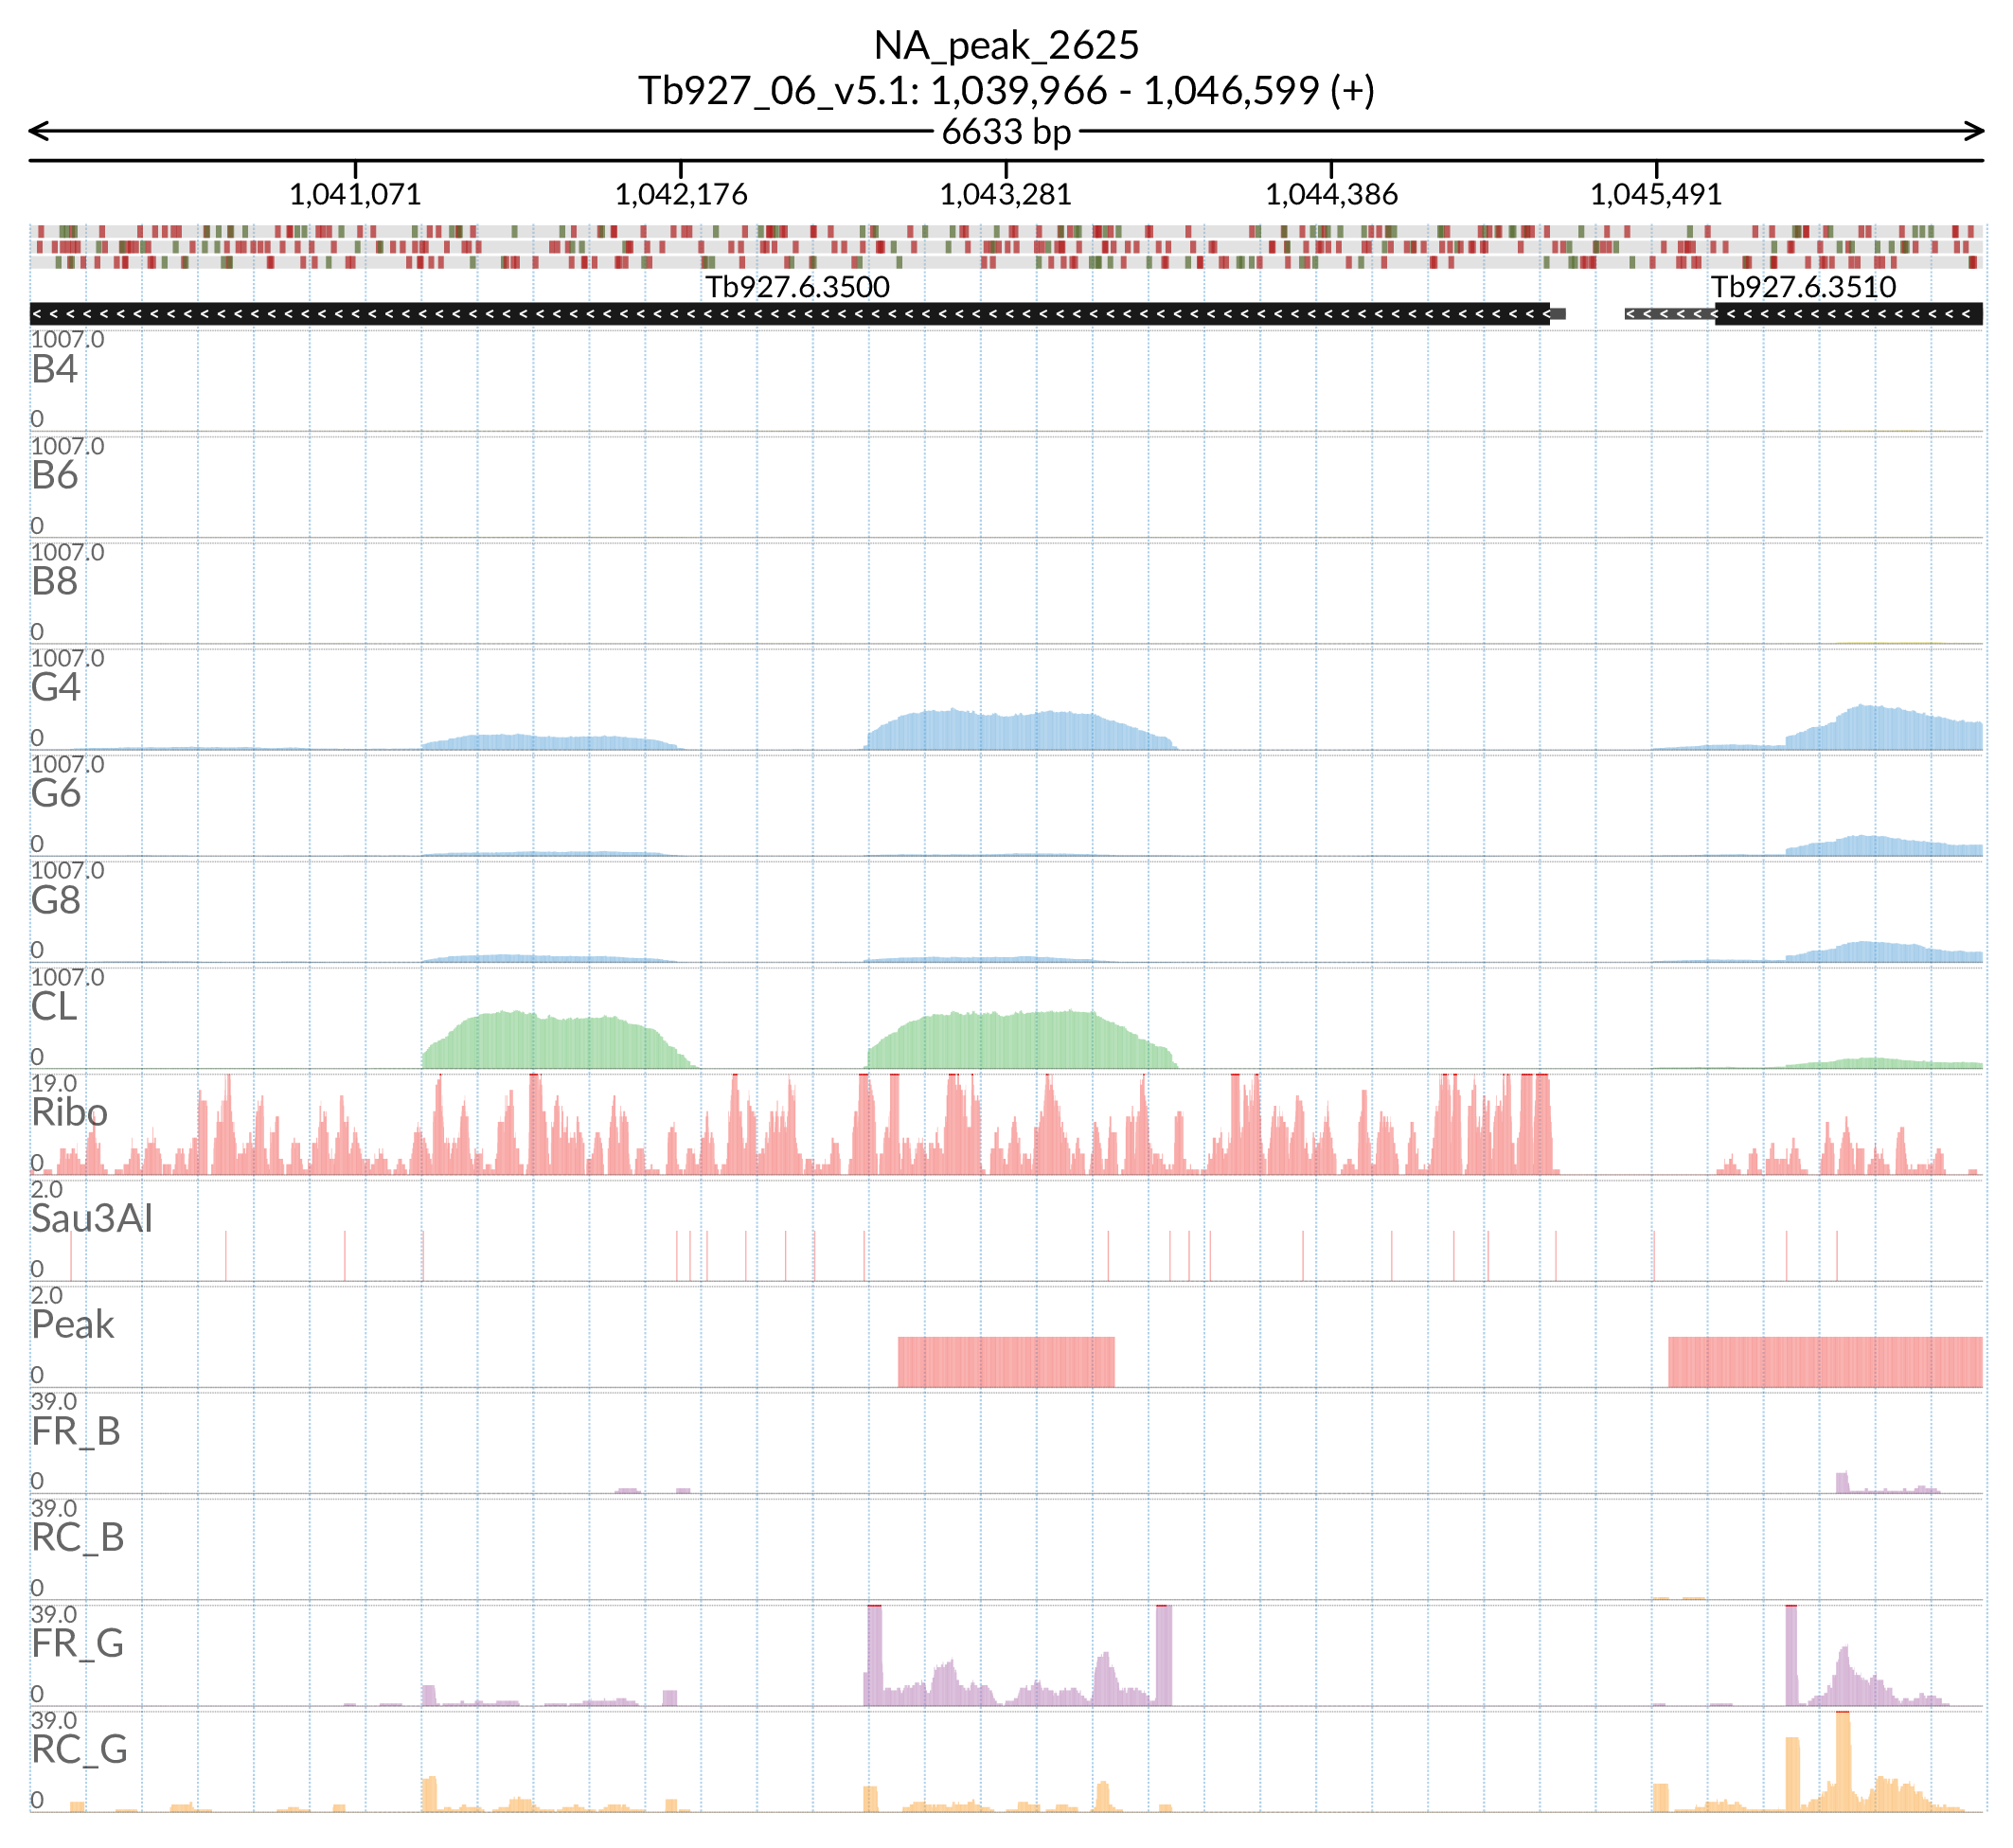 NA_peak_2625
Tb927_06_v5.1: 1,039,966 - 1,046,599 (+)
6633 bp
1,041,071 1,042,176 1,043,281 1,044,386 1,045,491
Tb927.6.3500 Tb927.6.3510
1007.0
B4
0
1007.0
B6
0
1007.0
B8
0
1007.0
G4
0
1007.0
G6
0
1007.0
G8
0
1007.0
CL
0
19.0
Ribo
0
2.0
Sau3AI
0
2.0
Peak
0
39.0
FR_B
0
39.0
RC_B
0
39.0
FR_G
0
39.0
RC_G
0